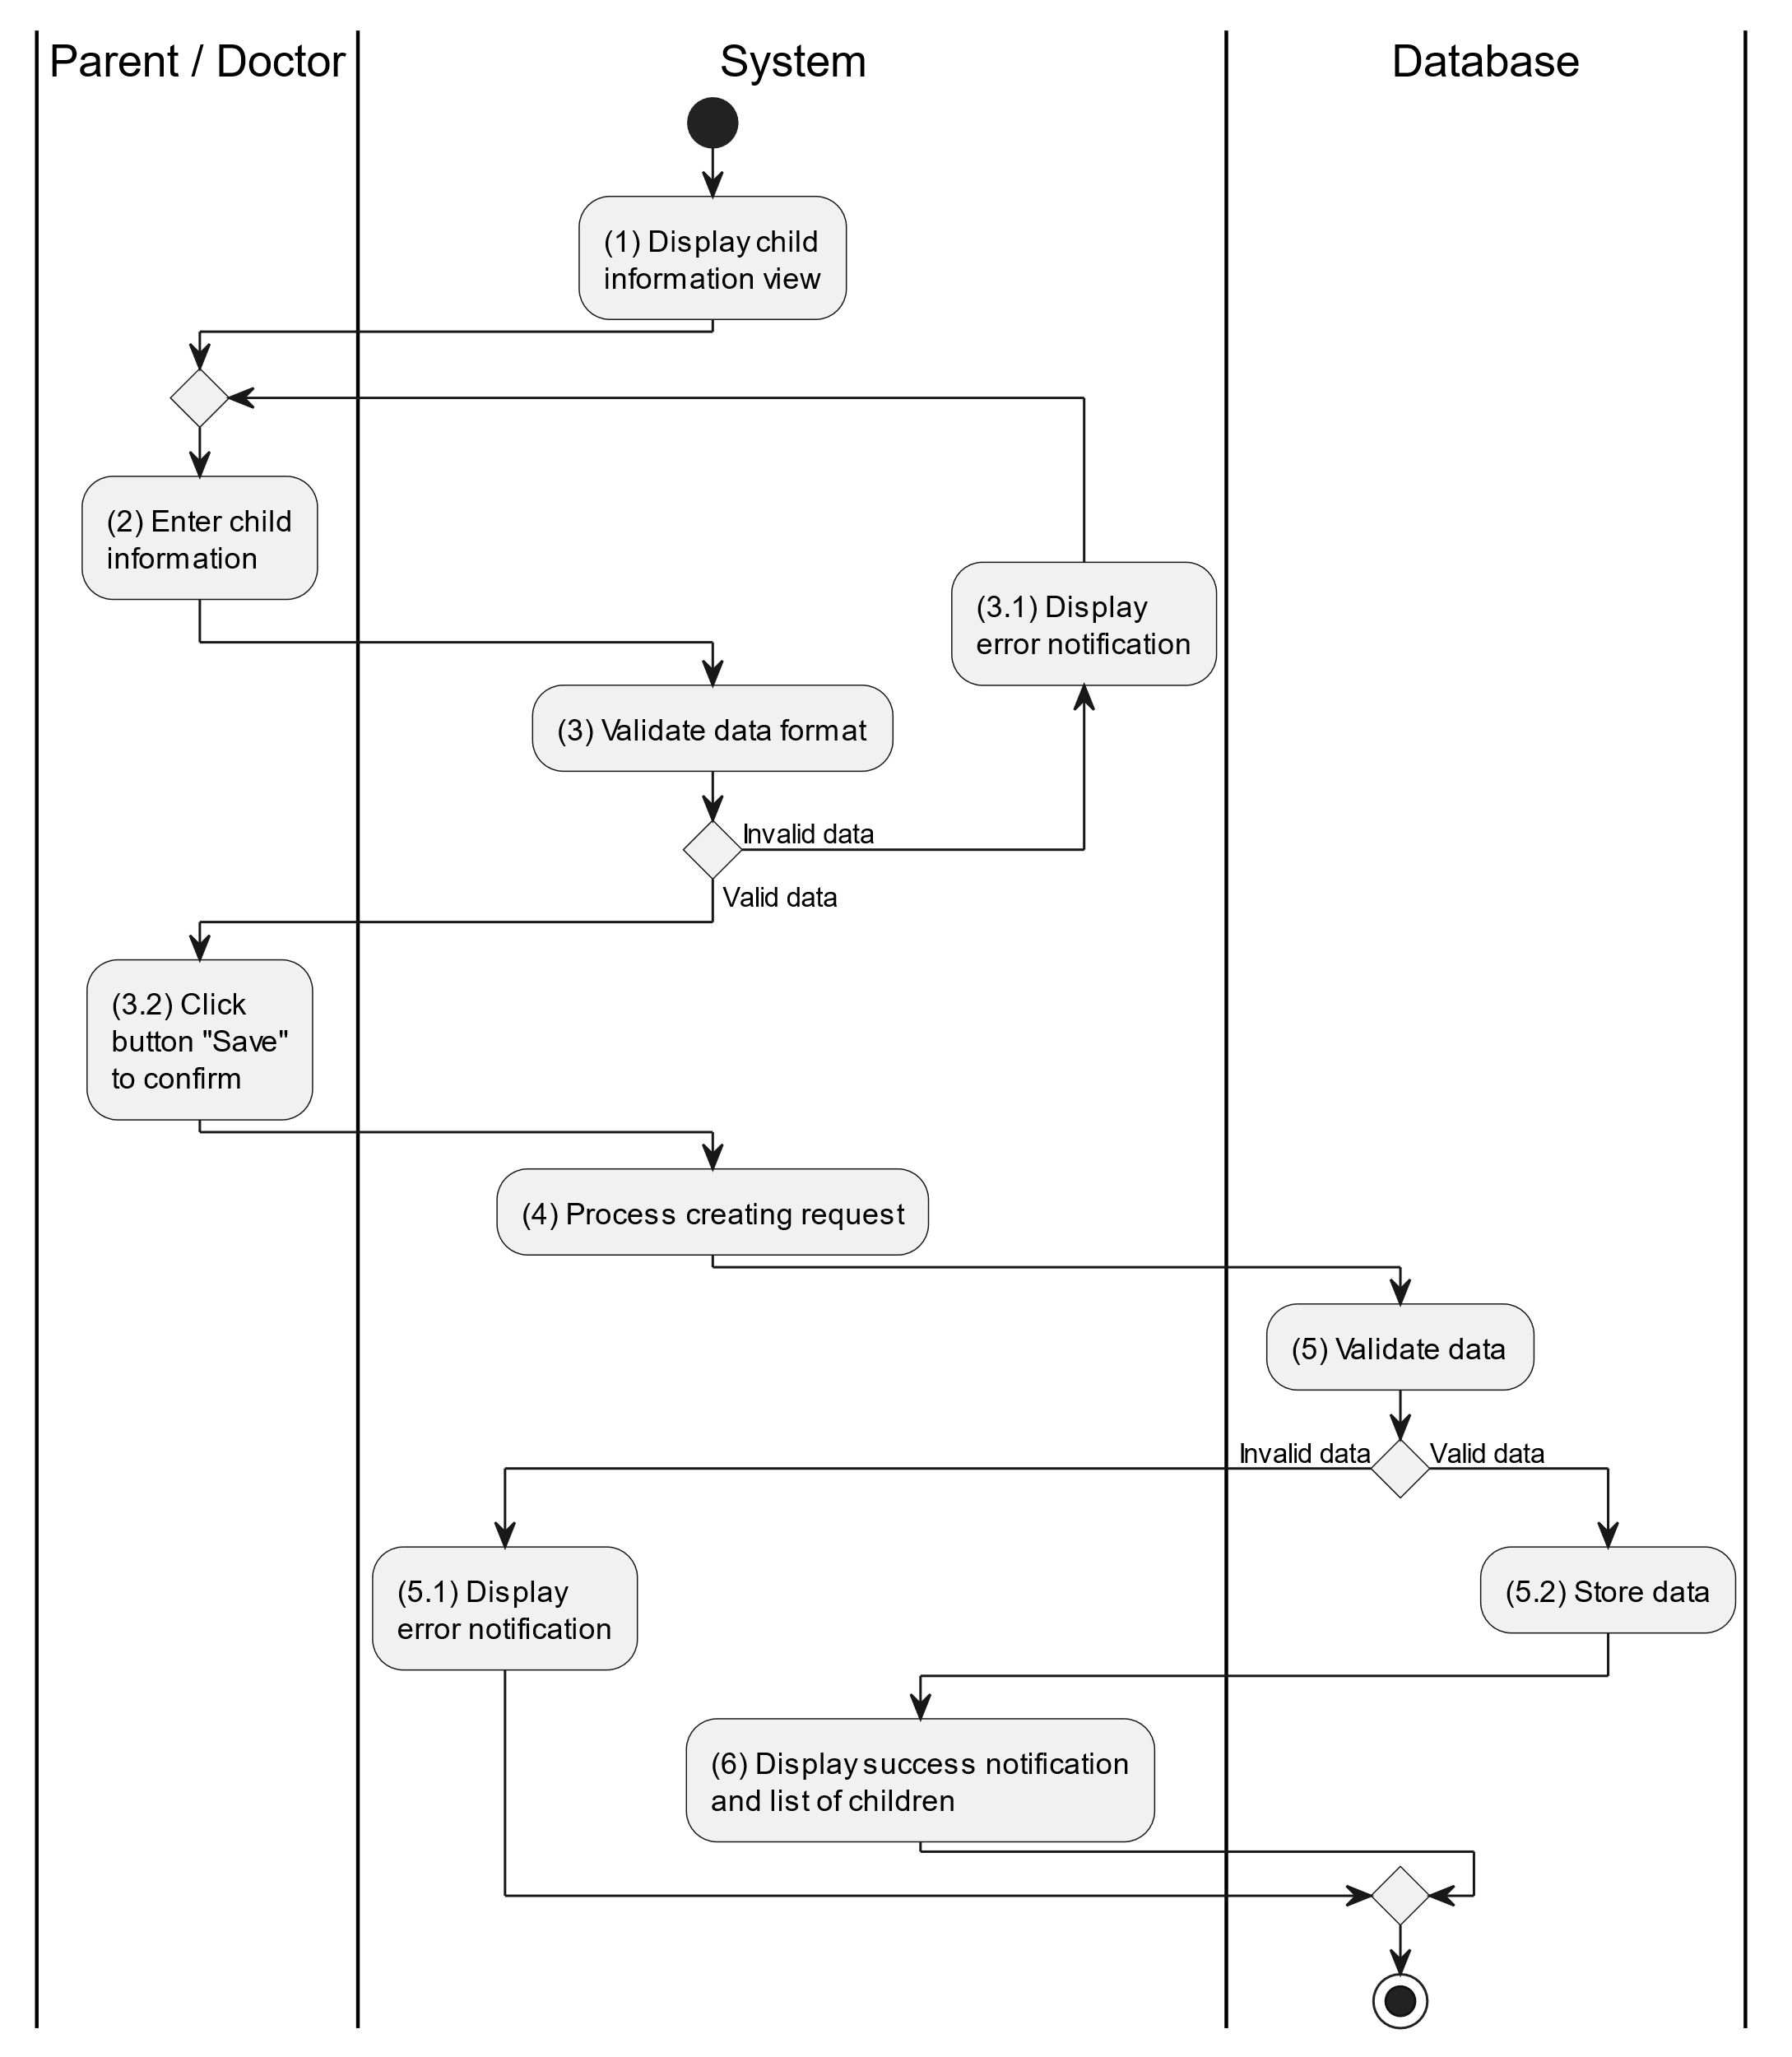 Parent / Doctor
System
Database
(1) Display child
information view
(2) Enter child
information
(3.1) Display
error notification
(3) Validate data format
Invalid data
Valid data
(3.2) Click
button "Save"
to confirm
(4) Process creating request
(5) Validate data
Invalid data
Valid data
(5.1) Display
error notification
(5.2) Store data
(6) Display success notification
and list of children